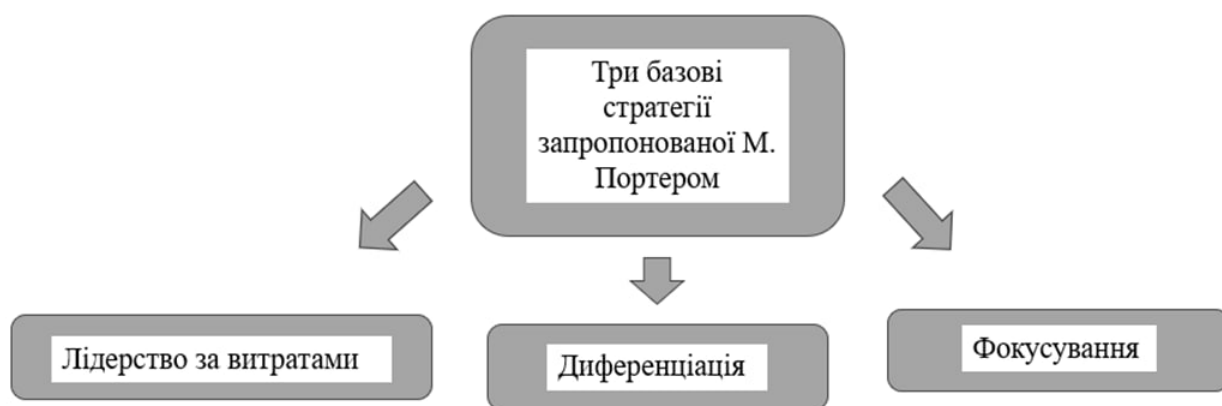 Три базові
стратегії
запропонованої М.
Портером
Лідерство за витратами
Диференціація
Фокусування